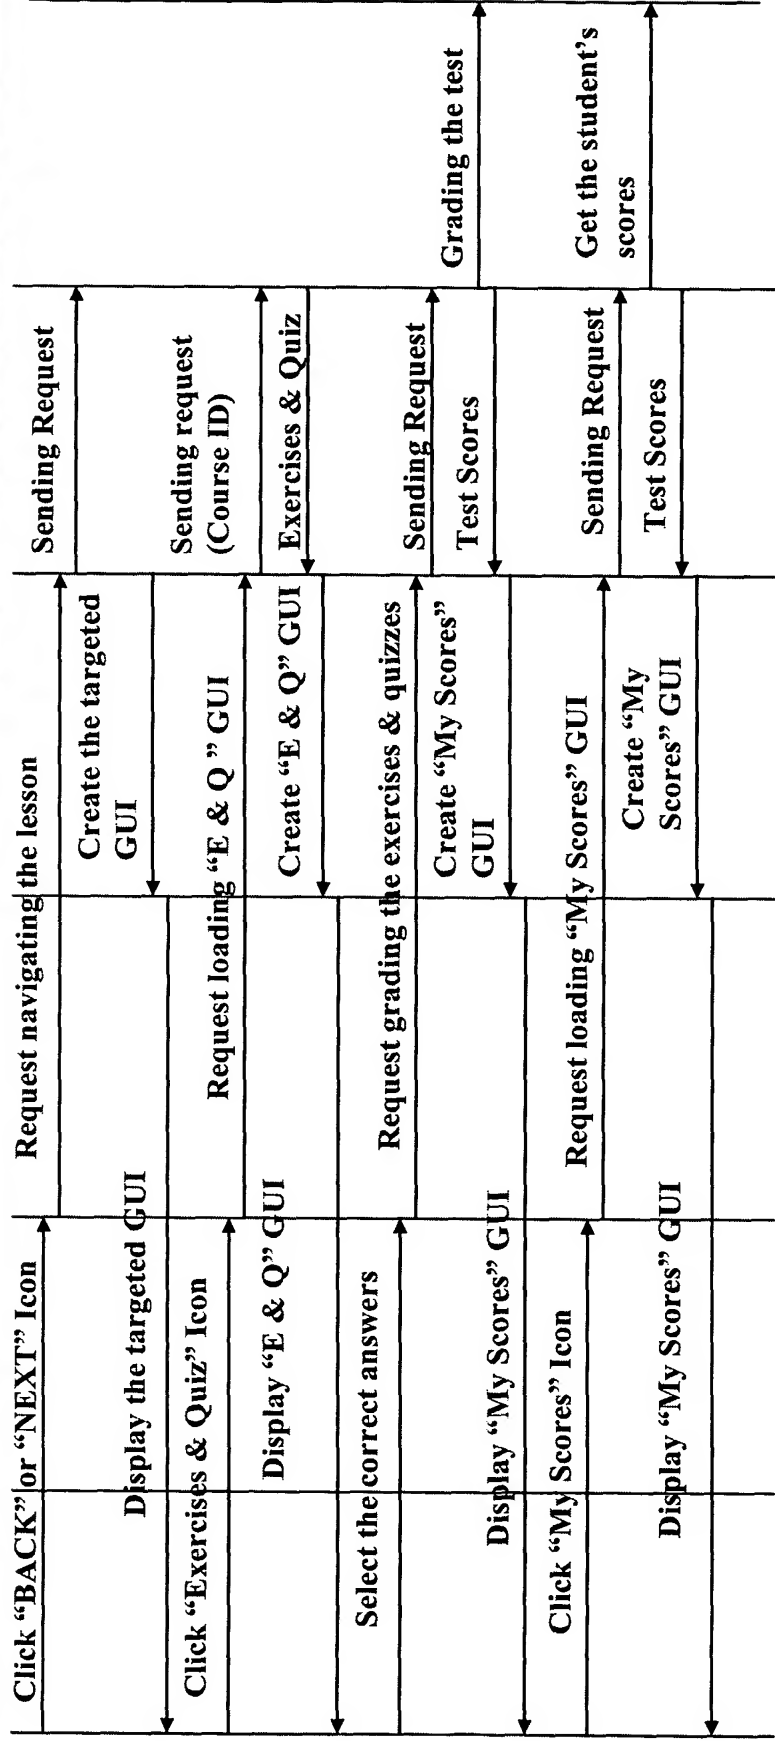 Click “BACK” or “NEXT” Icon
Request navigating the lesson
Sending Request
Create the targeted
GUI
Display the targeted GUI
Click “Exercises & Quiz” Icon
Request loading “E & Q ” GUI
Sending request
(Course ID)
Exercises & Quiz
Create “E & Q” GUI
Display “E & Q” GUI
Select the correct answers
Request grading the exercises & quizzes
Sending Request
Grading the test
Test Scores
Create “My Scores”
GUI
Display “My Scores” GUI
Click “My Scores” Icon
Request loading “My Scores” GUI
Sending Request
Get the student’s
scores
Test Scores
Create “My
Scores” GUI
Display “My Scores” GUI